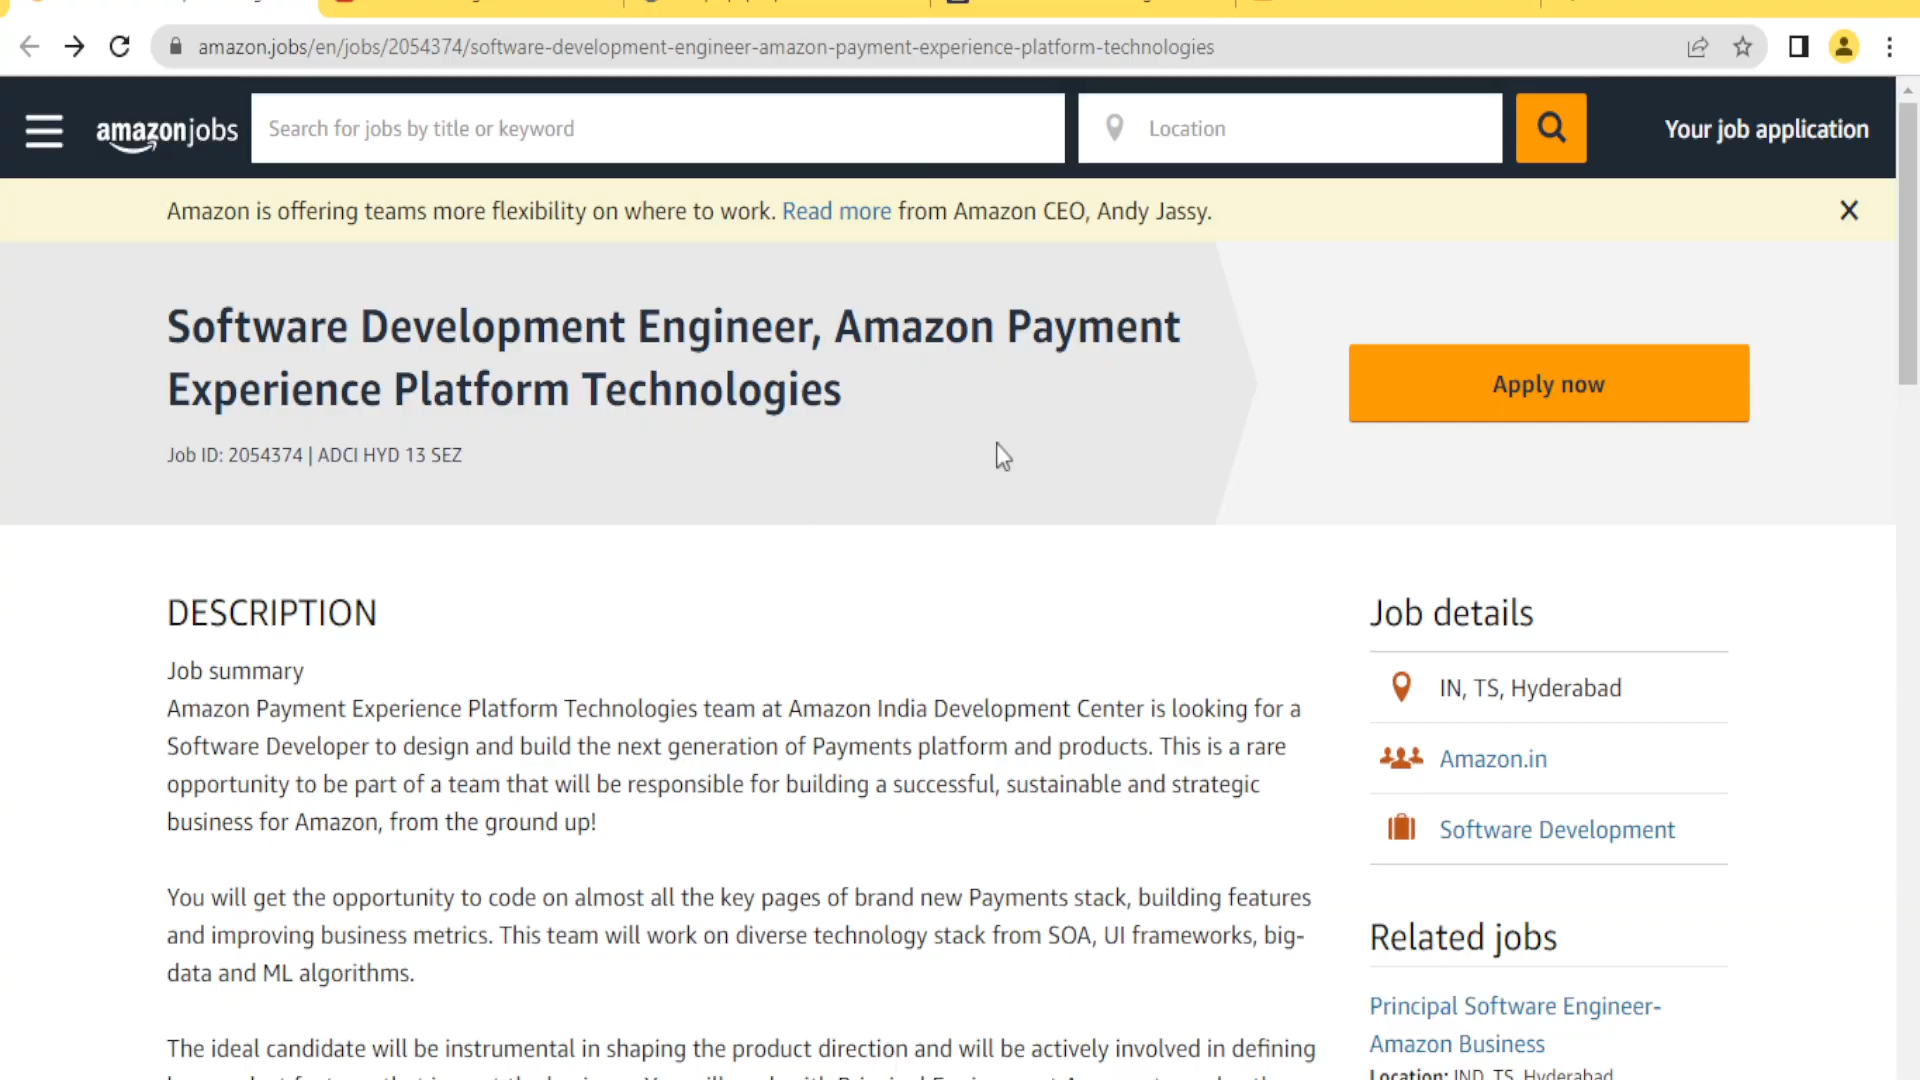 amazon.jobs/en/jobs/2054374/software-development-engineer-amazon-payment-experience-platform-technologies
amazonjobs
Search for jobs by title or keyword
Location
Your job application
Amazon is offering teams more flexibility on where to work. Read more from Amazon CEO, Andy Jassy.
Software Development Engineer, Amazon Payment
Experience Platform Technologies
Apply now
Job ID: 2054374 | ADCI HYD 13 SEZ
DESCRIPTION
Job summary
Amazon Payment Experience Platform Technologies team at Amazon India Development Center is looking for a
Software Developer to design and build the next generation of Payments platform and products. This is a rare
opportunity to be part of a team that will be responsible for building a successful, sustainable and strategic
business for Amazon, from the ground up!
You will get the opportunity to code on almost all the key pages of brand new Payments stack, building features
and improving business metrics. This team will work on diverse technology stack from SOA, UI frameworks, big-
data and ML algorithms.
The ideal candidate will be instrumental in shaping the product direction and will be actively involved in defining
Job details
IN, TS, Hyderabad
Amazon.in
Software Development
Related jobs
Principal Software Engineer-
Amazon Business
Location: IND, TS, Hyderabad